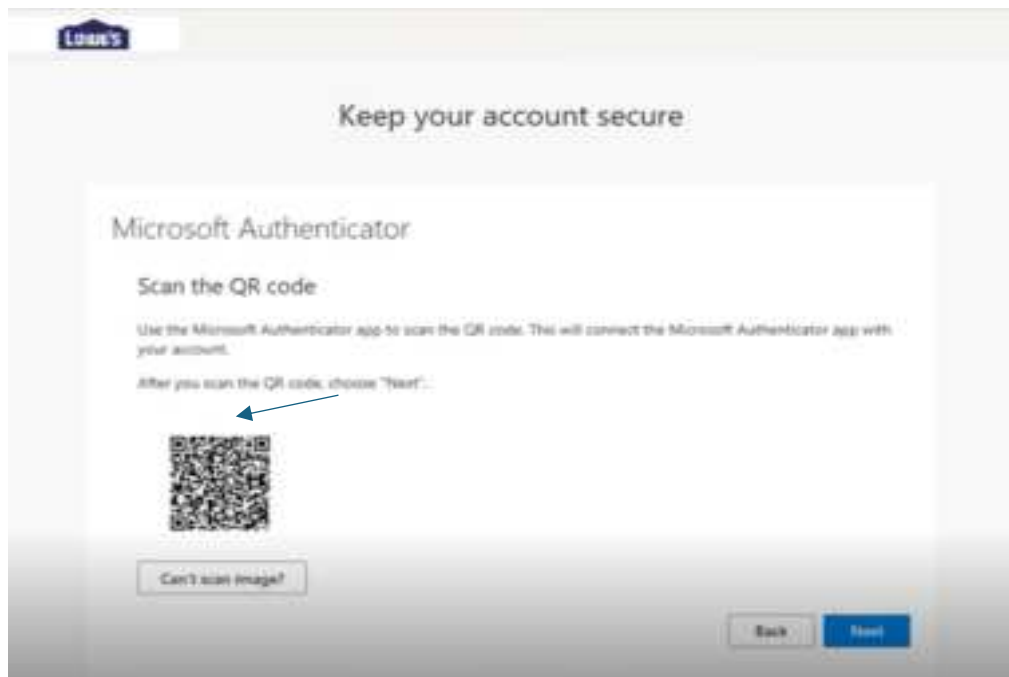 LOWE'S
Keep your account secure
Microsoft Authenticator
Scan the QR code
Use the Microsoft Authenticator app to scan the QR code. This will connect the Microsoft Authenticator app with
your account.
After you scan the QR code, choose "Next".
Can't scan image?
Back
Next